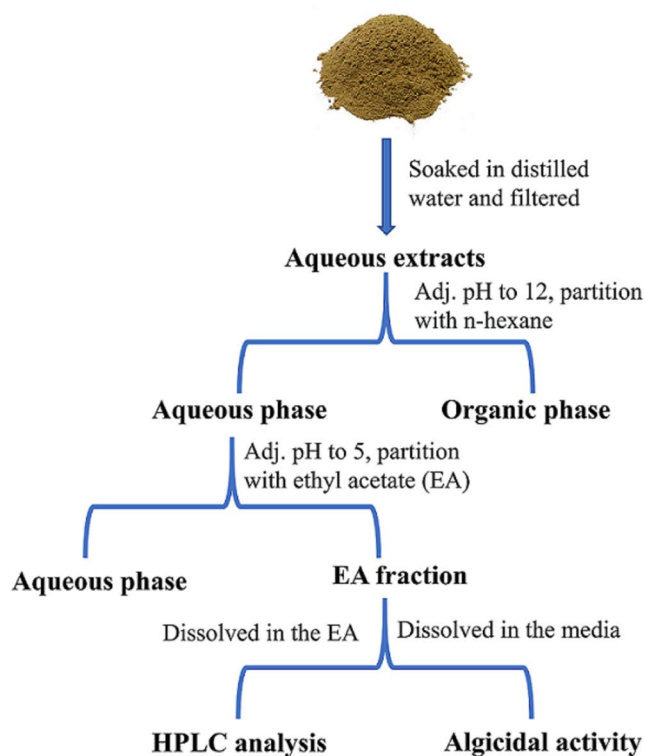 Soaked in distilled
water and filtered
Aqueous extracts
Adj. pH to 12, partition
with n-hexane
Aqueous phase
Organic phase
Adj. pH to 5, partition
with ethyl acetate (EA)
Aqueous phase
EA fraction
Dissolved in the EA
Dissolved in the media
HPLC analysis
Algicidal activity